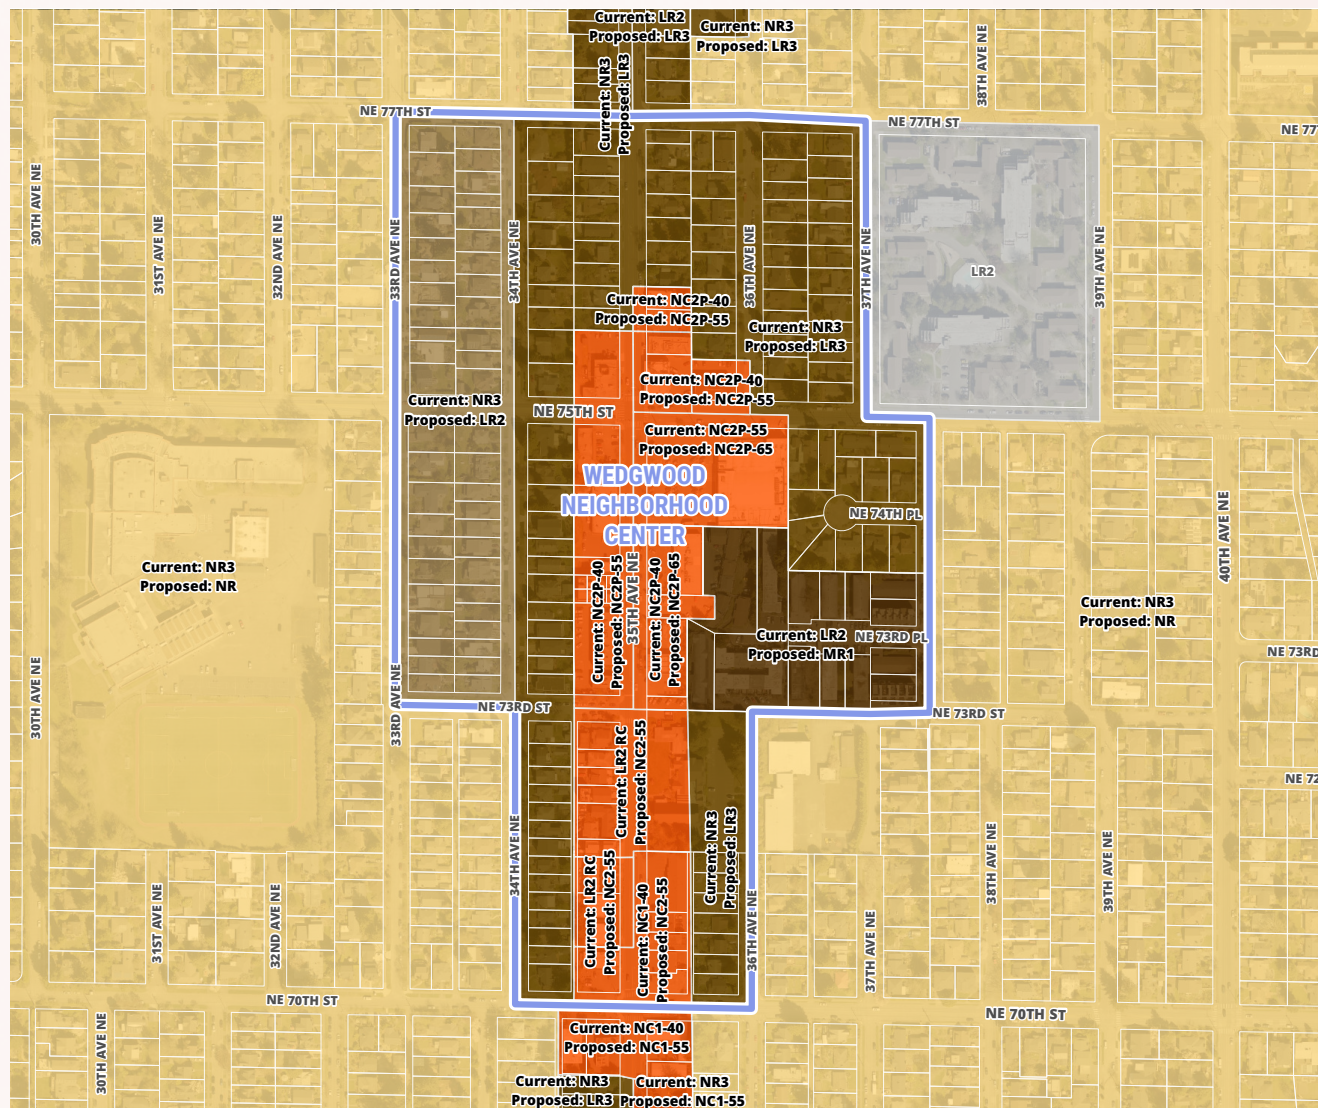 Current: LR2
Proposed: LR3
Current: NR3
Proposed: LR3
38TH AVE NE
Current: NR3
Proposed: LR3
NE 77TH ST
NE 77TH ST
NE 77
30TH AVE NE
31ST AVE NE
32ND AVE NE
33RD AVE NE
34TH AVE NE
36TH AVE NE
37TH AVE NE
39TH AVE NE
LR2
Current: NC2P-40
Proposed: NC2P-55
Current: NR3
Proposed: LR3
Current: NC2P-40
Proposed: NC2P-55
Current: NR3
Proposed: LR2
NE 75TH ST
Current: NC2P-55
Proposed: NC2P-65
WEDGWOOD
NEIGHBORHOOD
CENTER
NE 74TH PL
40TH AVE NE
Current: NR3
Proposed: NR
Current: NC2P-40
Proposed: NC2P-55
35TH AVE NE
Current: NC2P-40
Proposed: NC2P-65
Current: NR3
Proposed: NR
Current: LR2
Proposed: MR1
NE 73RD PL
NE 73RD
30TH AVE NE
33RD AVE NE
NE 73RD ST
NE 73RD ST
Current: LR2 RC
Proposed: NC2-55
NE 72
34TH AVE NE
Current: NR3
Proposed: LR3
38TH AVE NE
39TH AVE NE
31ST AVE NE
32ND AVE NE
Current: LR2 RC
Proposed: NC2-55
Current: NC1-40
Proposed: NC2-55
36TH AVE NE
37TH AVE NE
NE 70TH ST
NE 70TH ST
30TH AVE NE
Current: NC1-40
Proposed: NC1-55
Current: NR3
Proposed: LR3
Current: NR3
Proposed: NC1-55